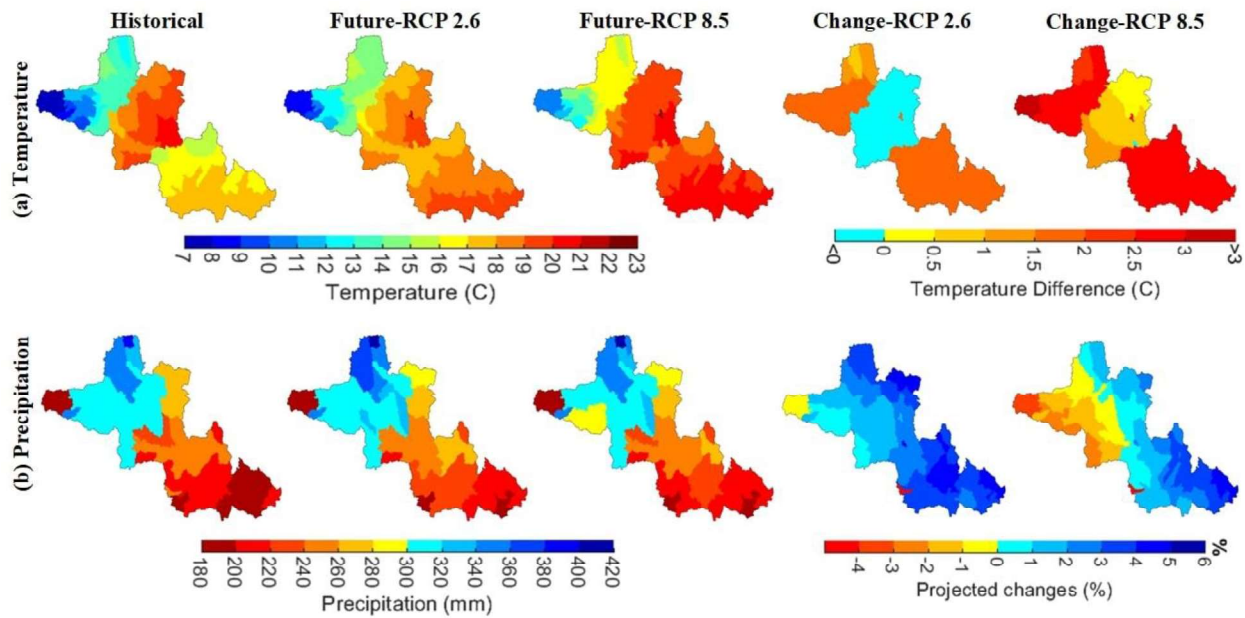 Historical
Future-RCP 2.6
Future-RCP 8.5
Change-RCP 2.6
Change-RCP 8.5
(a) Temperature
7 8 9 10 11 12 13 14 15 16 17 18 19 20 21 22 23
Temperature (C)
<0 0 0.5 1 1.5 2 2.5 3 >3
Temperature Difference (C)
(b) Precipitation
180 200 220 240 260 280 300 320 340 360 380 400 420
Precipitation (mm)
-4 -3 -2 -1 0 1 2 3 4 5 6
%
Projected changes (%)